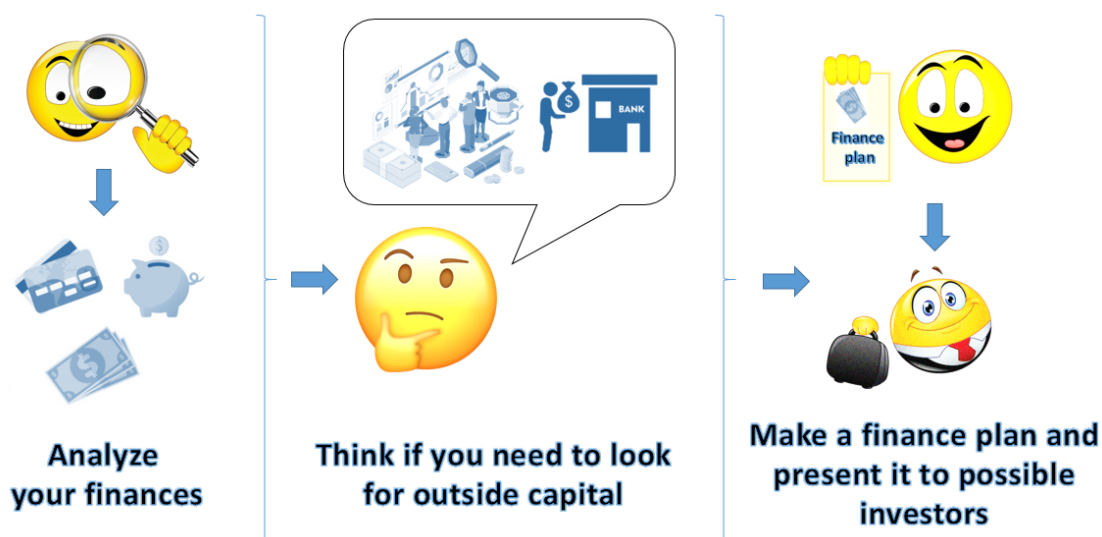 BANK
Finance
plan
Analyze
your finances
Think if you need to look
for outside capital
Make a finance plan and
present it to possible
investors